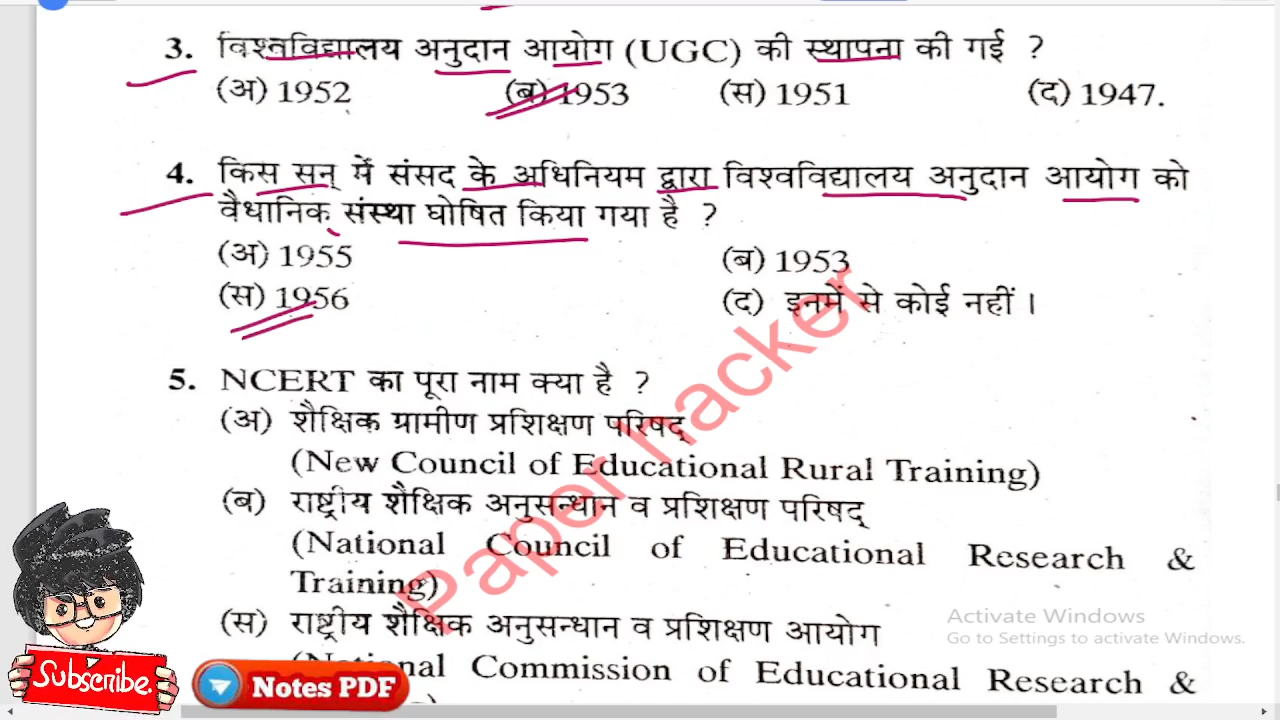 3. विश्वविद्यालय अनुदान आयोग (UGC) की स्थापना की गई ?
(अ) 1952 (ब) 1953 (स) 1951 (द) 1947.
4. किस सन् में संसद के अधिनियम द्वारा विश्वविद्यालय अनुदान आयोग को
वैधानिक संस्था घोषित किया गया है ?
(अ) 1955 (ब) 1953
(स) 1956 (द) इनमें से कोई नहीं ।
5. NCERT का पूरा नाम क्या है ?
(अ) शैक्षिक ग्रामीण प्रशिक्षण परिषद्
(New Council of Educational Rural Training)
(ब) राष्ट्रीय शैक्षिक अनुसन्धान व प्रशिक्षण परिषद्
(National Council of Educational Research &
Training)
(स) राष्ट्रीय शैक्षिक अनुसन्धान व प्रशिक्षण आयोग
Commission of Educational Research &
Paper hacker
Activate Windows
Go to Settings to activate Windows.
Subscribe.
Notes PDF